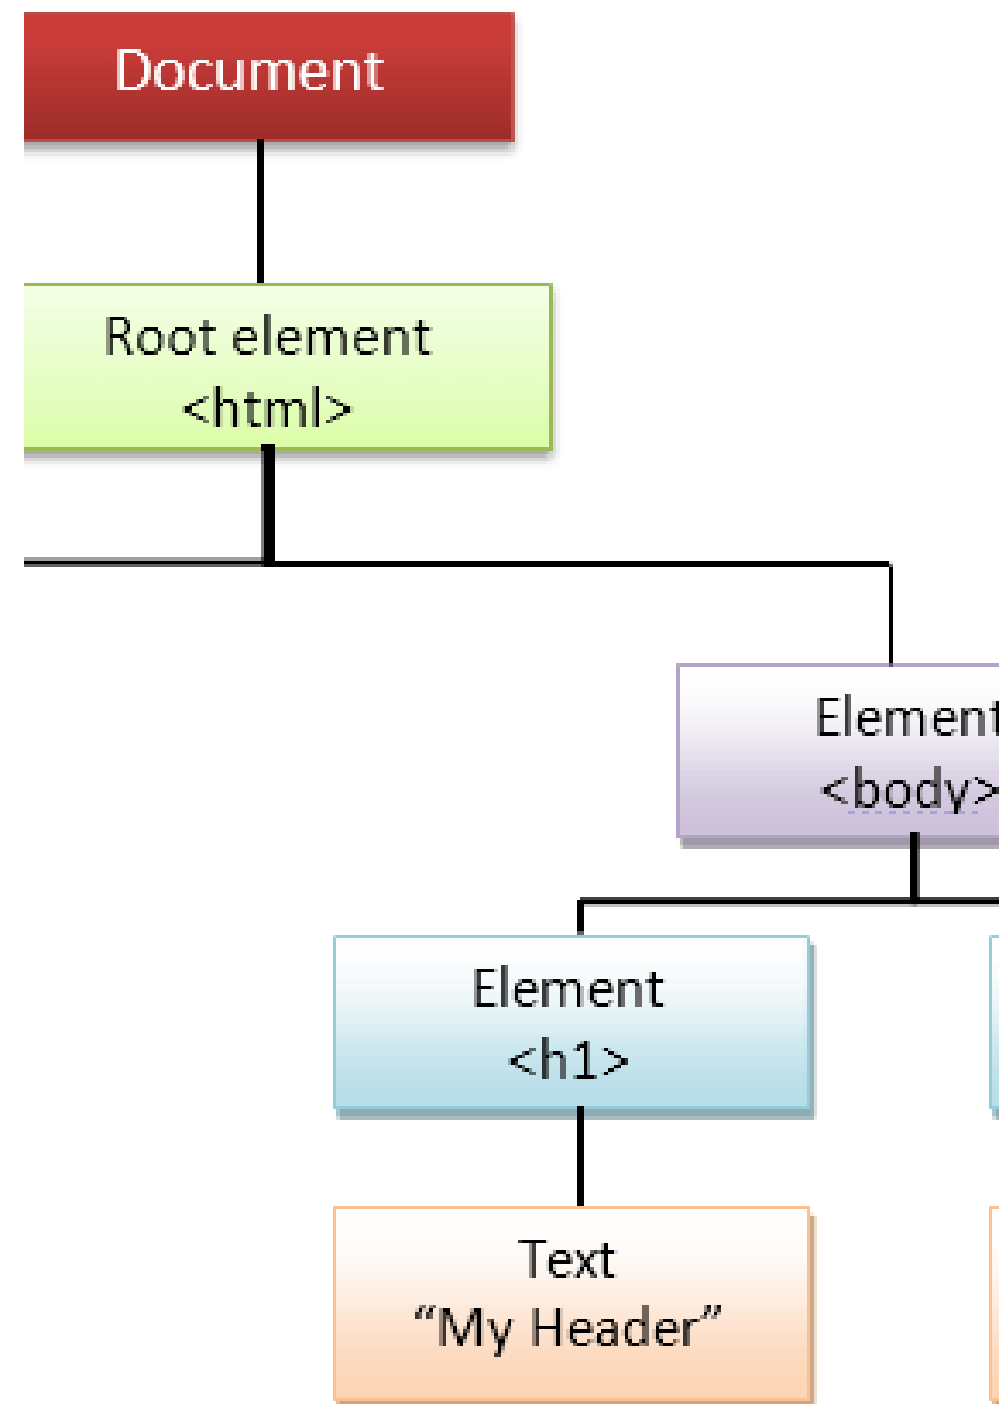 Document
Root element
<html>
Element
<body>
Element
<h1>
Text
“My Header”